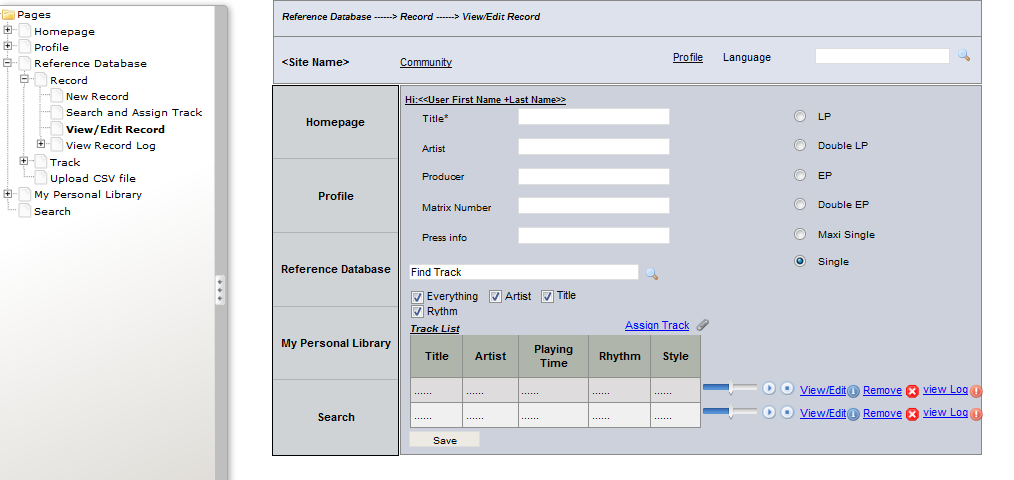 Pages
Homepage
Profile
Reference Database
Record
New Record
Search and Assign Track
View/Edit Record
View Record Log
Track
Upload CSV file
My Personal Library
Search
Reference Database ------> Record ------> View/Edit Record
<Site Name> Community Profile Language
Homepage
Profile
Reference Database
My Personal Library
Search
Hi:<<User First Name +Last Name>>
Title*
Artist
Producer
Matrix Number
Press info
LP
Double LP
EP
Double EP
Maxi Single
Single
Find Track
Everything Artist Title
Rythm
Track List Assign Track
Title Artist Playing Time Rhythm Style
...... ...... ...... ...... ...... View/Edit Remove view Log
...... ...... ...... ...... ...... View/Edit Remove view Log
Save